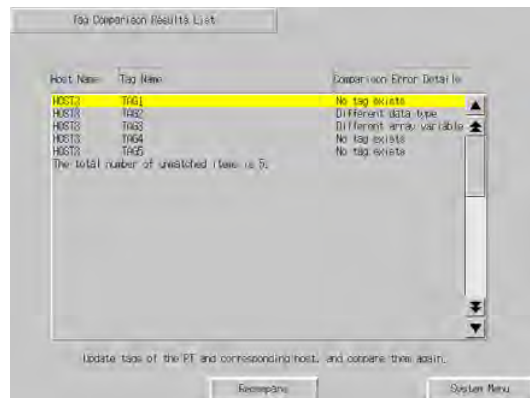 Tag Comparison Results List
Host Name Tag Name Comparison Error Details
HOST3 TAG1 No tag exists
HOST3 TAG2 Different data type
HOST3 TAG3 Different array variable
HOST3 TAG4 No tag exists
HOST3 TAG5 No tag exists
The total number of unmatched items is 5.
Update tags of the PT and corresponding host, and compare them again.
Recompare System Menu